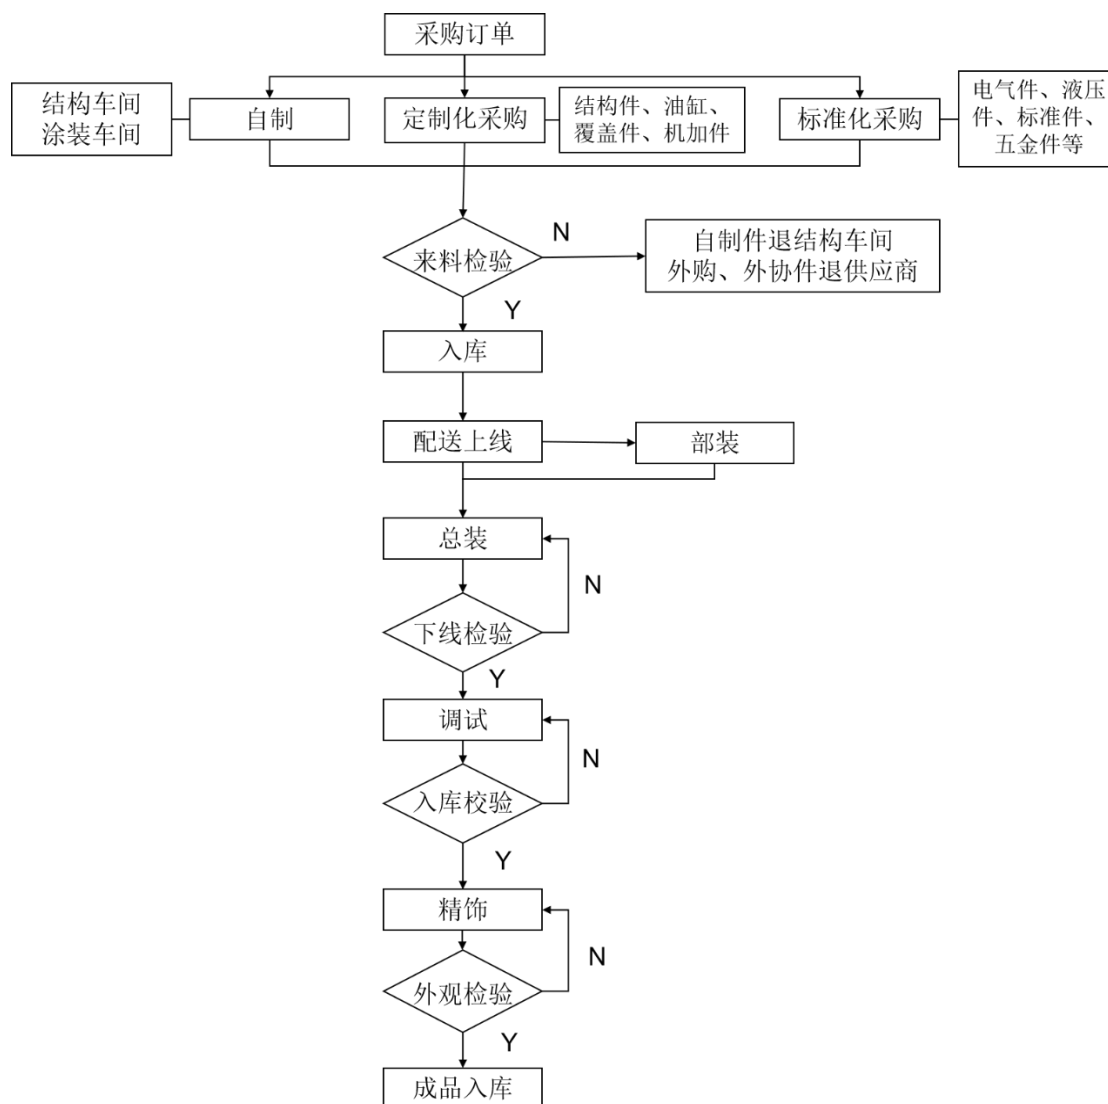 采购订单
结构车间
涂装车间
自制
定制化采购
结构件、油缸、
覆盖件、机加件
标准化采购
电气件、液压
件、标准件、
五金件等
来料检验
N
自制件退结构车间
外购、外协件退供应商
Y
入库
配送上线
部装
总装
N
下线检验
Y
调试
N
入库校验
Y
精饰
N
外观检验
Y
成品入库